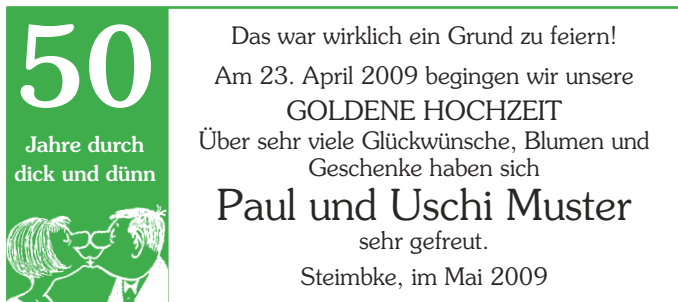 50
Jahre durch
dick und dünn
Das war wirklich ein Grund zu feiern!
Am 23. April 2009 begingen wir unsere
GOLDENE HOCHZEIT
Über sehr viele Glückwünsche, Blumen und
Geschenke haben sich
Paul und Uschi Muster
sehr gefreut.
Steimbke, im Mai 2009